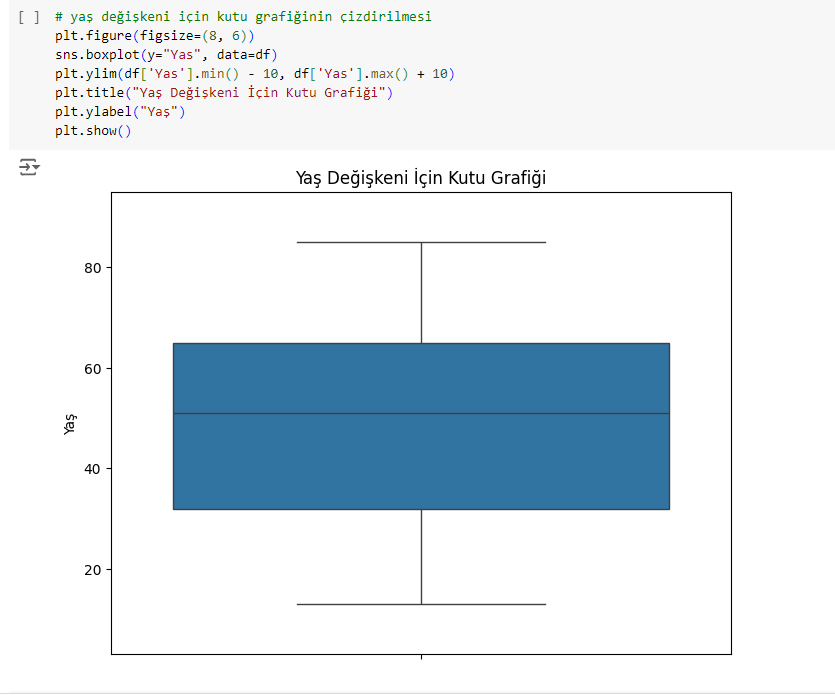 [ ] # yaş değişkeni için kutu grafiğinin çizdirilmesi
plt.figure(figsize=(8, 6))
sns.boxplot(y="Yas", data=df)
plt.ylim(df['Yas'].min() - 10, df['Yas'].max() + 10)
plt.title("Yaş Değişkeni İçin Kutu Grafiği")
plt.ylabel("Yaş")
plt.show()
Yaş Değişkeni İçin Kutu Grafiği
80
60
Yaş
40
20